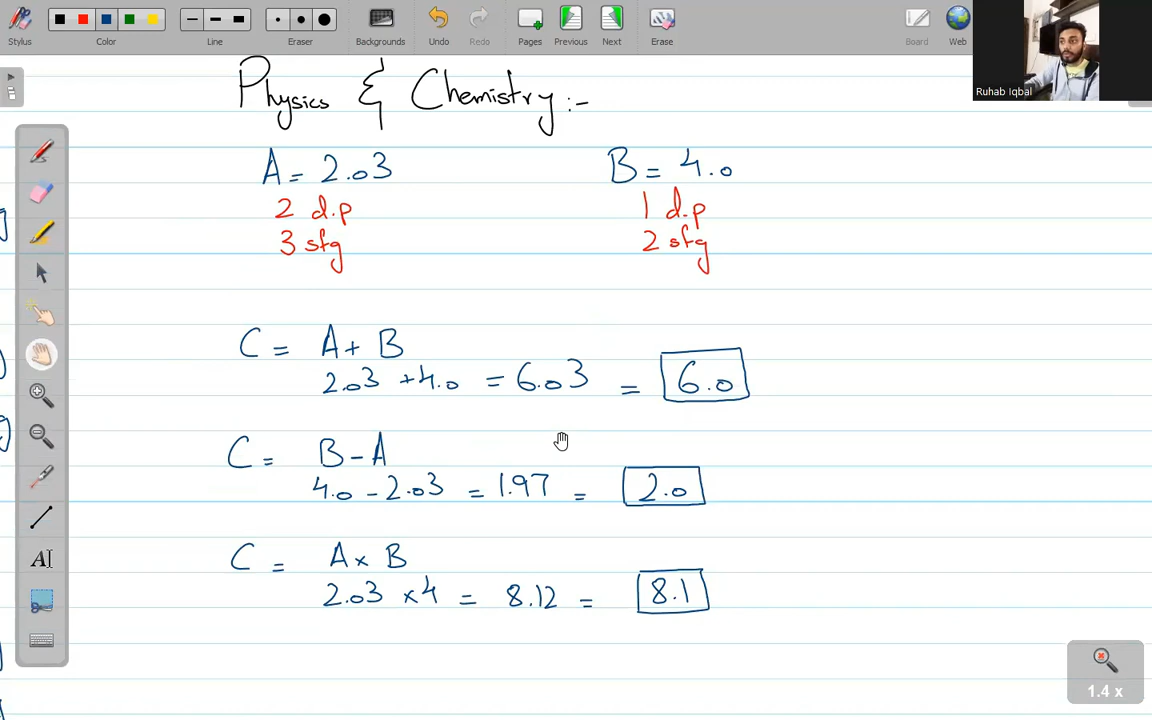 Stylus
Color
Line
Eraser
Backgrounds
Undo
Redo
Pages
Previous
Next
Erase
Board
Web
Ruhab Iqbal
Physics & Chemistry :-
A = 2.03
B = 4.0
2 d.p
1 d.p
3 sfg
2 sfg
C = A + B
2.03 + 4.0 = 6.03 = 6.0
C = B - A
4.0 - 2.03 = 1.97 = 2.0
C = A × B
2.03 × 4 = 8.12 = 8.1
AI
1.4 x